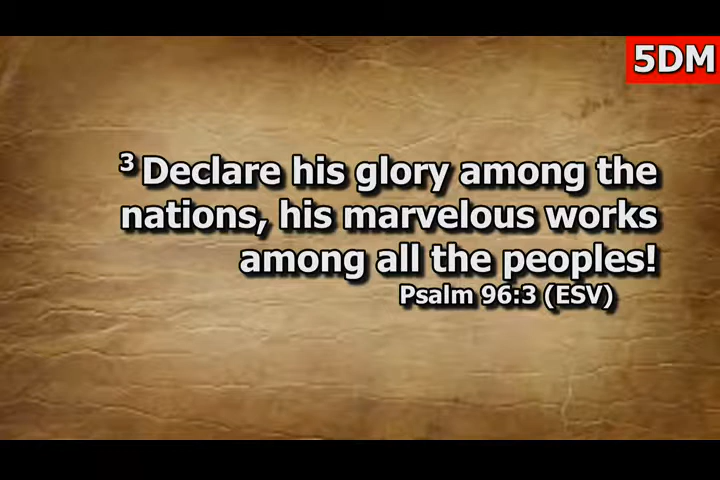 5DM
3 Declare his glory among the
nations, his marvelous works
among all the peoples!
Psalm 96:3 (ESV)